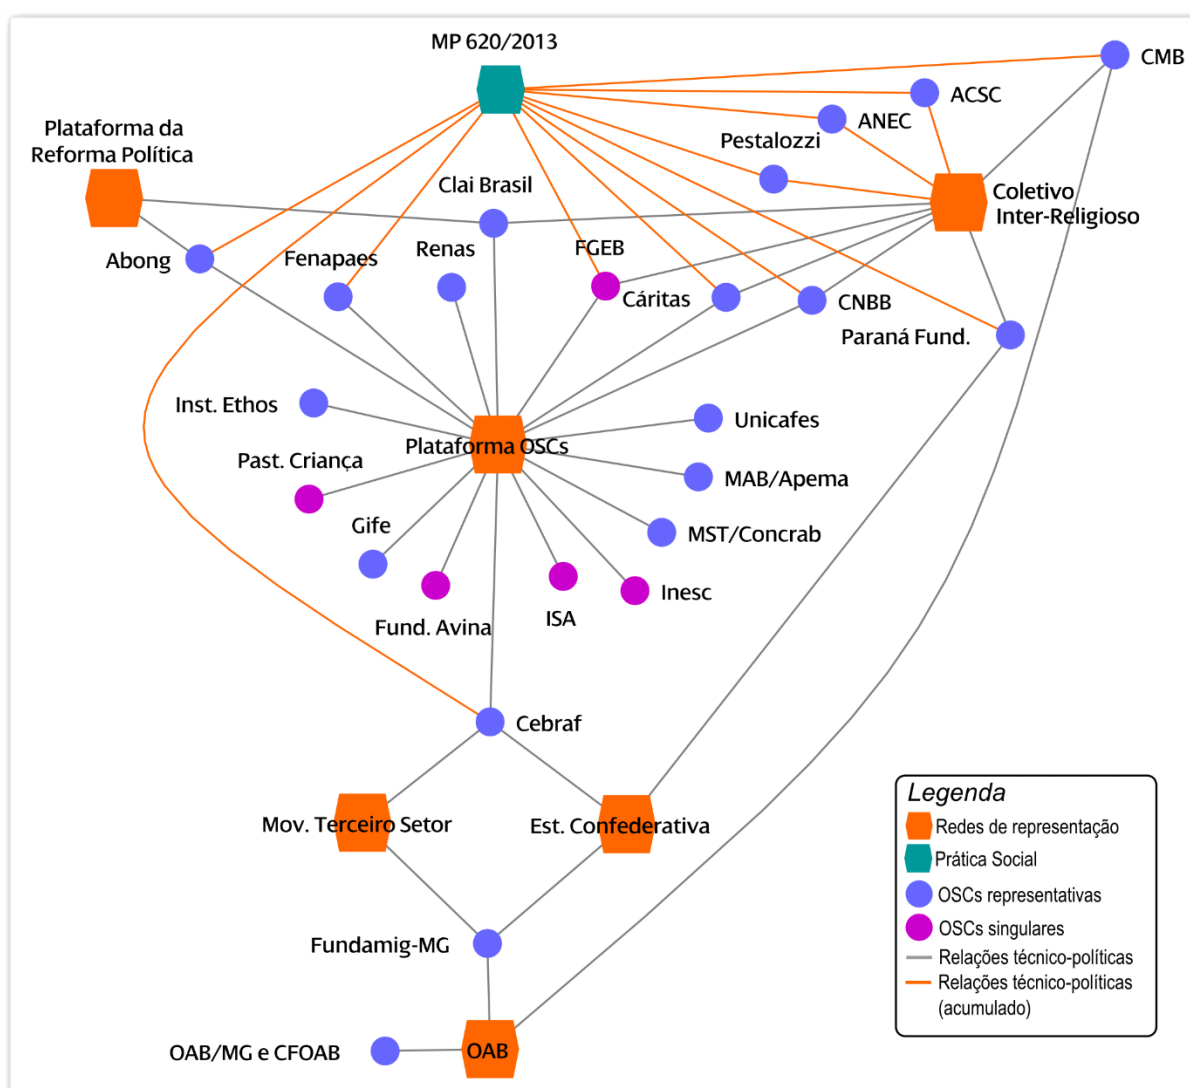 MP 620/2013
CMB
ACSC
ANEC
Plataforma da
Reforma Política
Pestalozzi
Clai Brasil
Coletivo
Inter-Religioso
Abong
Fenapaes
Renas
FGEB
Cáritas
CNBB
Paraná Fund.
Inst. Ethos
Unicafes
Plataforma OSCs
Past. Criança
MAB/Apema
Gife
MST/Concrab
Inesc
Fund. Avina
ISA
Cebraf
Mov. Terceiro Setor
Est. Confederativa
Fundamig-MG
OAB/MG e CFOAB
OAB
Legenda
Redes de representação
Prática Social
OSCs representativas
OSCs singulares
Relações técnico-políticas
Relações técnico-políticas
(acumulado)